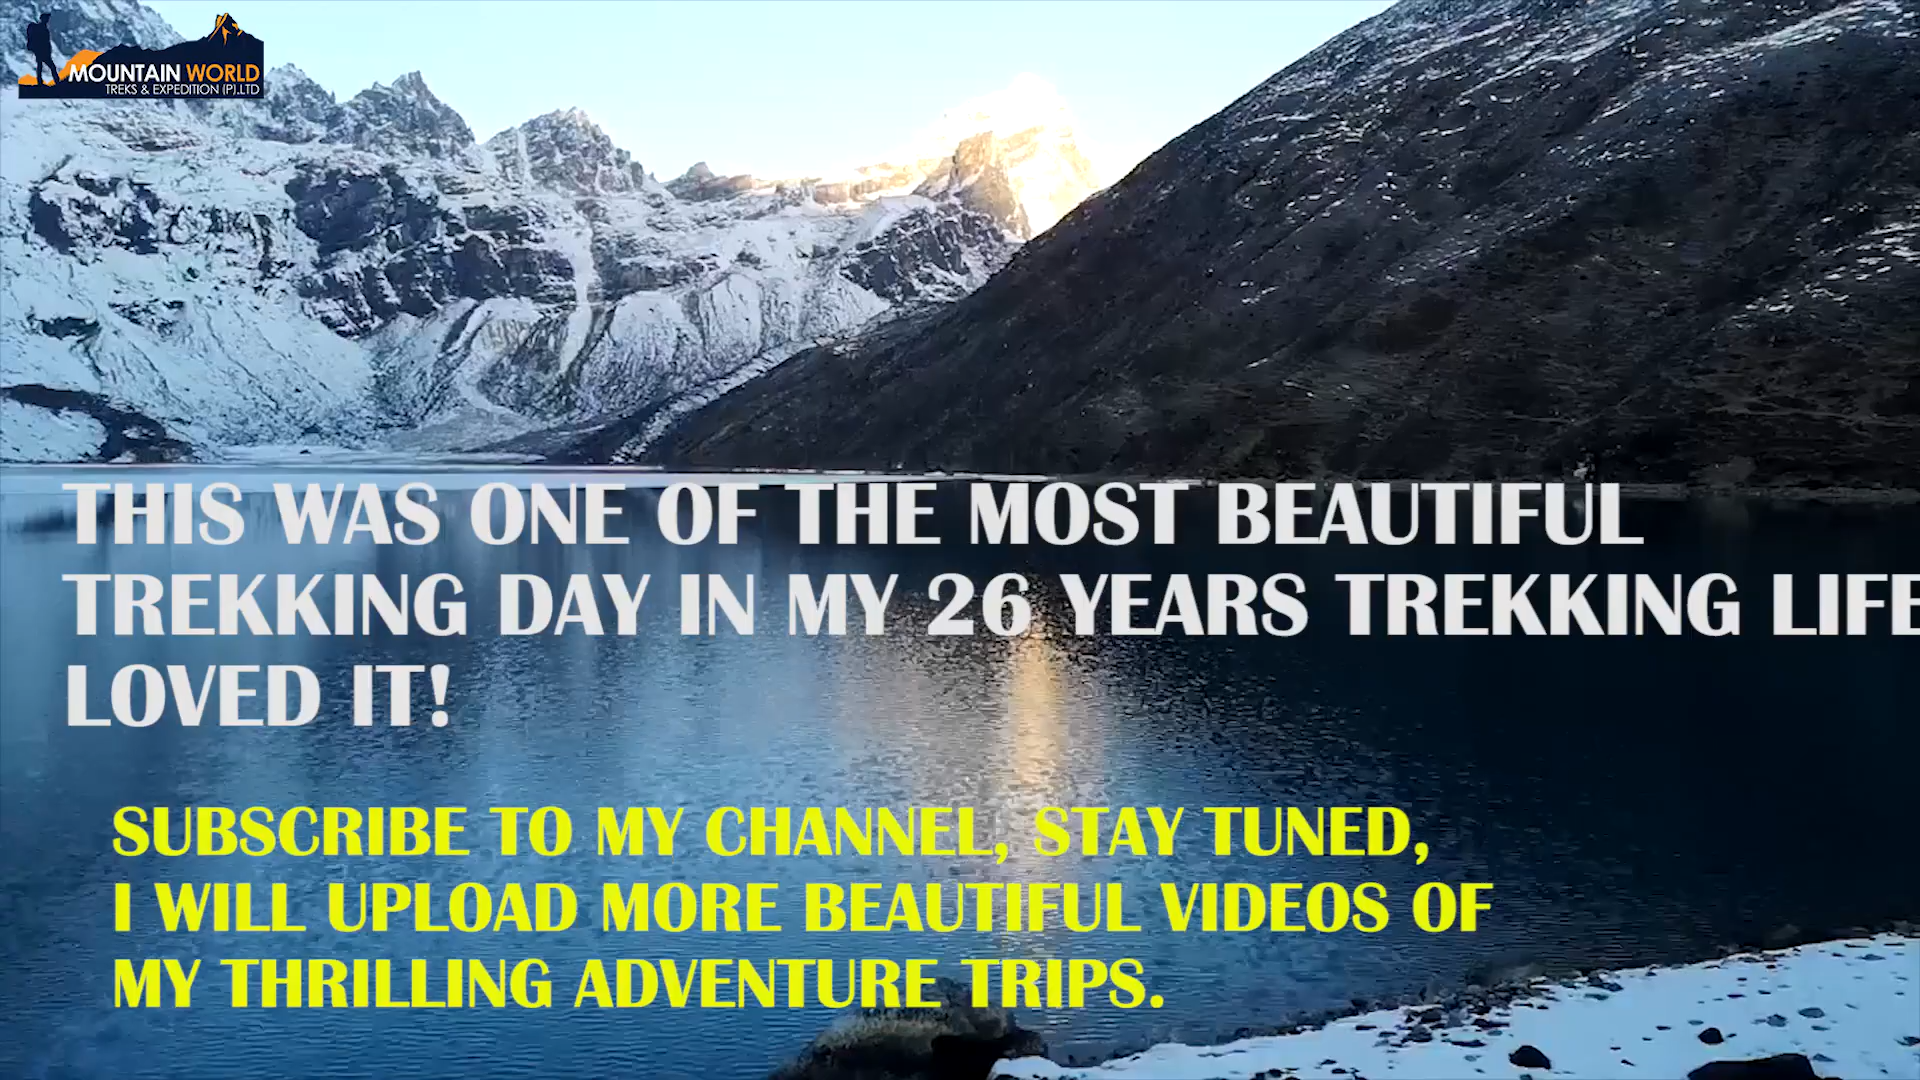 MOUNTAIN WORLD
TREKS & EXPEDITION (P).LTD
THIS WAS ONE OF THE MOST BEAUTIFUL
TREKKING DAY IN MY 26 YEARS TREKKING LIFE
LOVED IT!
SUBSCRIBE TO MY CHANNEL, STAY TUNED,
I WILL UPLOAD MORE BEAUTIFUL VIDEOS OF
MY THRILLING ADVENTURE TRIPS.